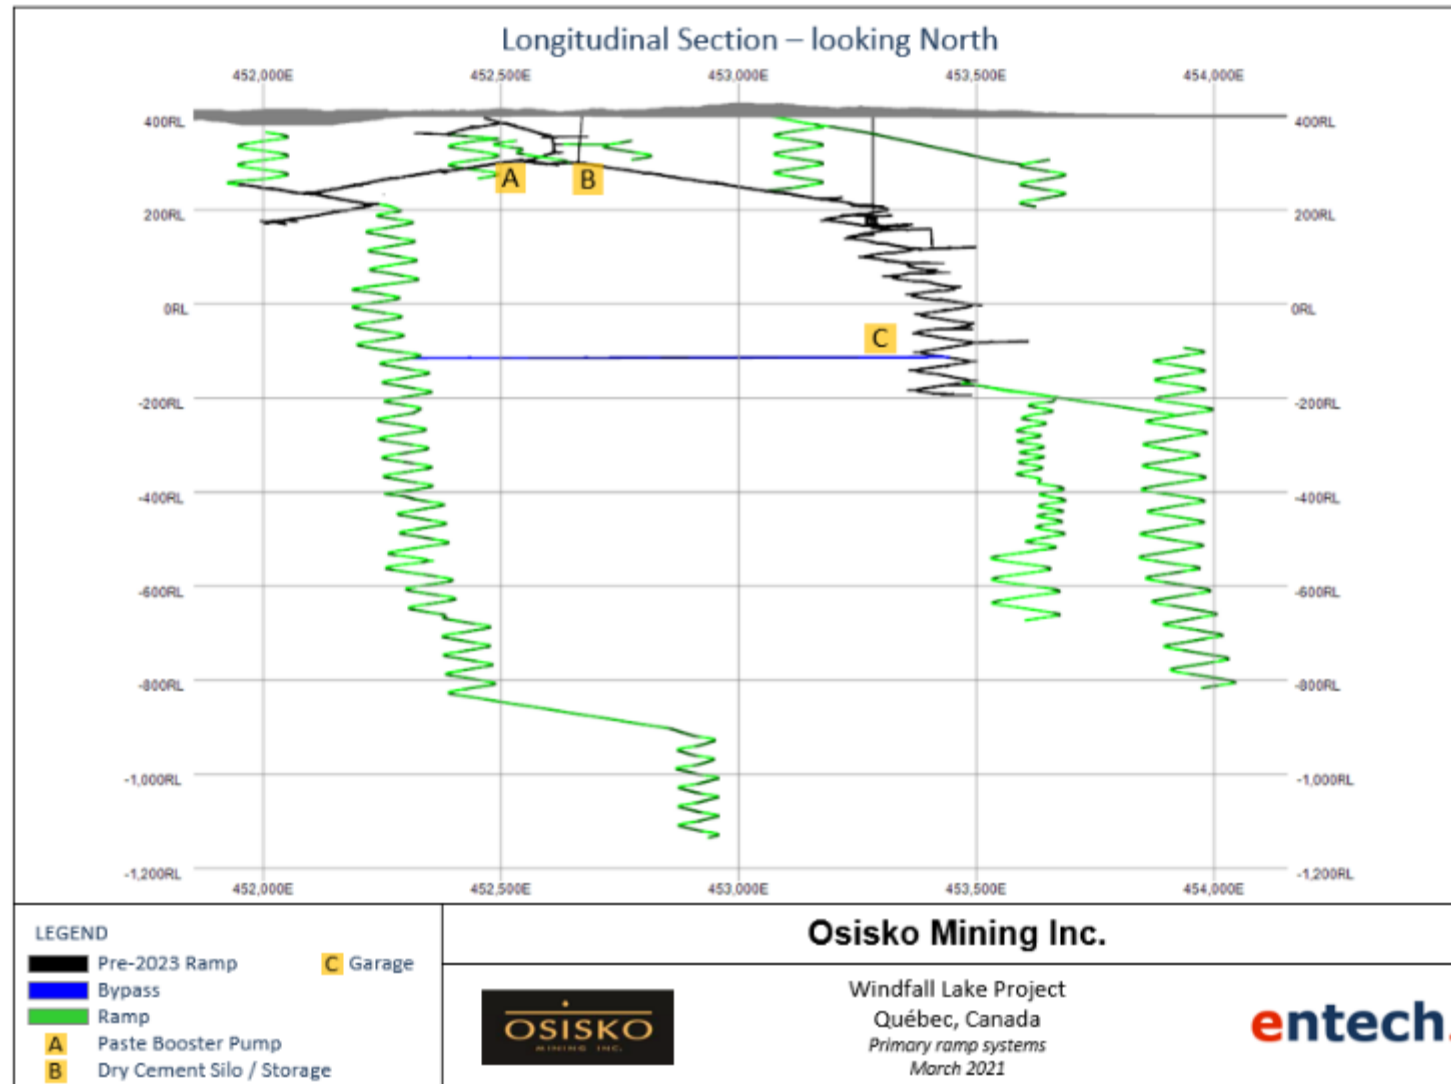 Longitudinal Section – looking North
452,000E 452,500E 453,000E 453,500E 454,000E
400RL 400RL
A B
200RL 200RL
0RL 0RL
C
-200RL -200RL
-400RL -400RL
-600RL -600RL
-800RL -800RL
-1,000RL -1,000RL
-1,200RL -1,200RL
452,000E 452,500E 453,000E 453,500E 454,000E
LEGEND
Pre-2023 Ramp C Garage
Bypass
Ramp
A Paste Booster Pump
B Dry Cement Silo / Storage
Osisko Mining Inc.
OSISKO
MINING INC.
Windfall Lake Project
Québec, Canada
Primary ramp systems
March 2021
entech.